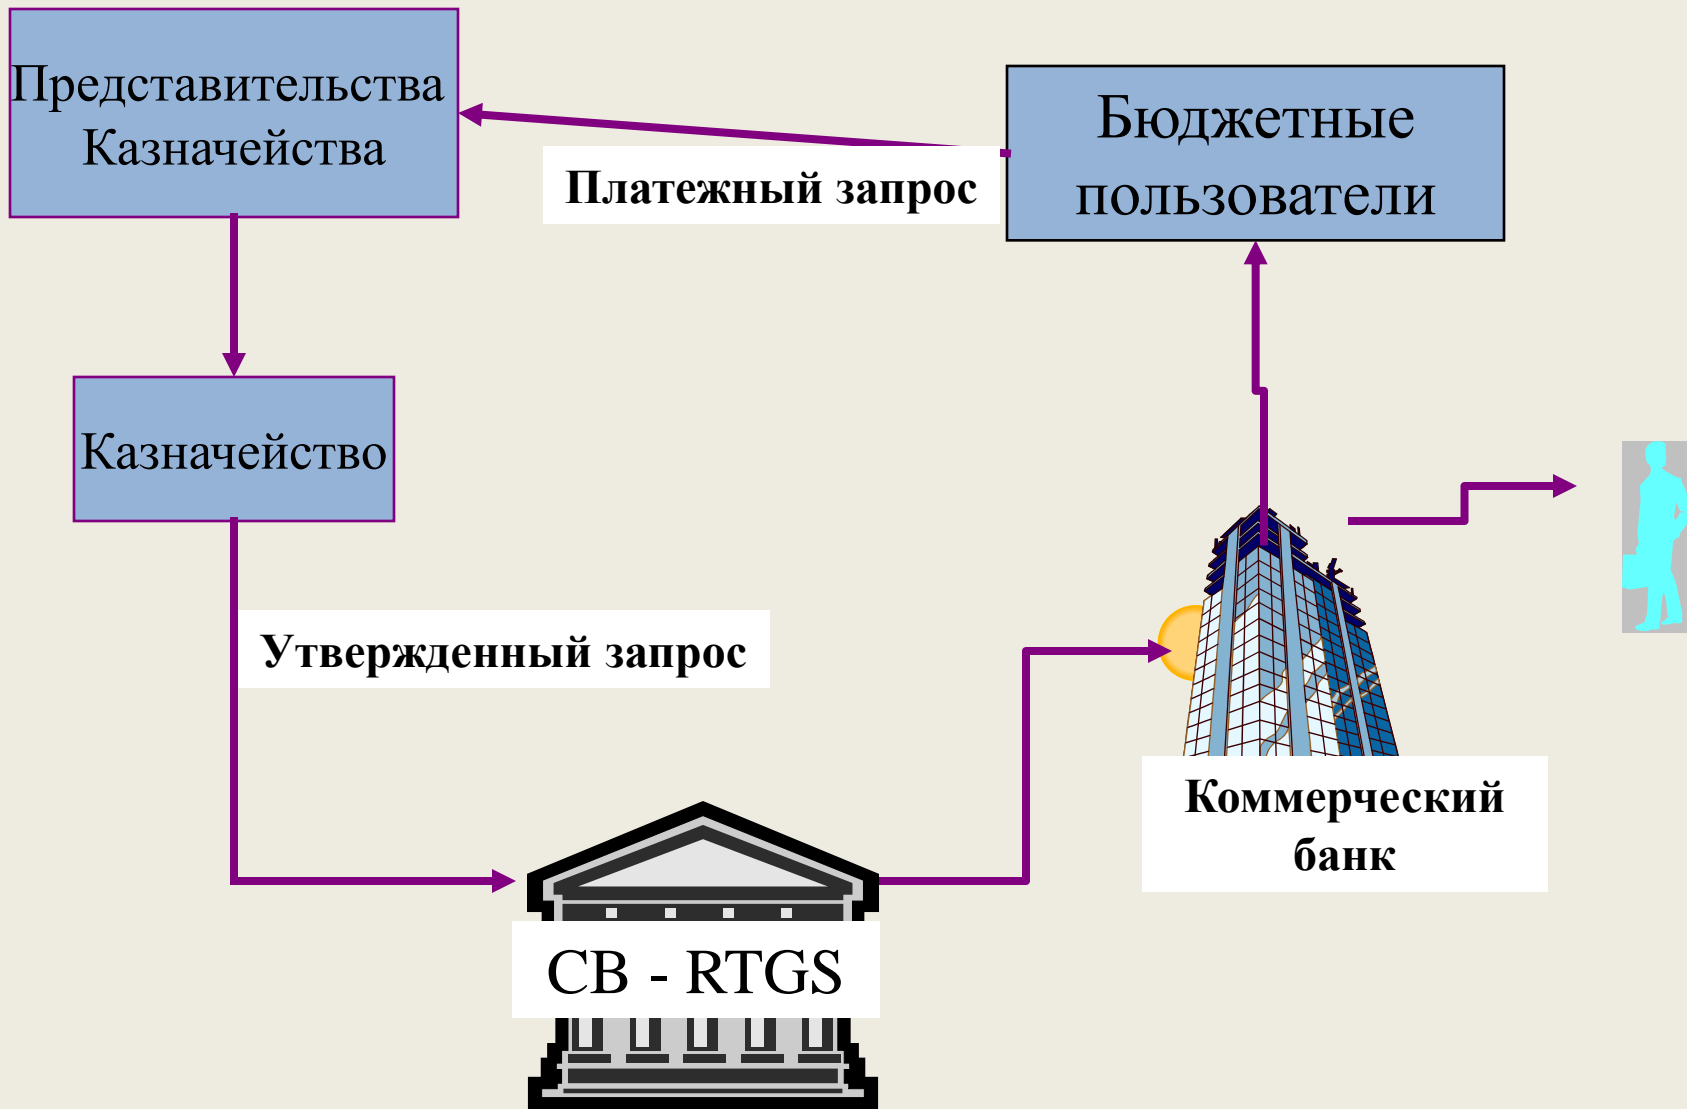 Представительства
Казначейства
Бюджетные
пользователи
Платежный запрос
Казначейство
Утвержденный запрос
Коммерческий
банк
CB - RTGS